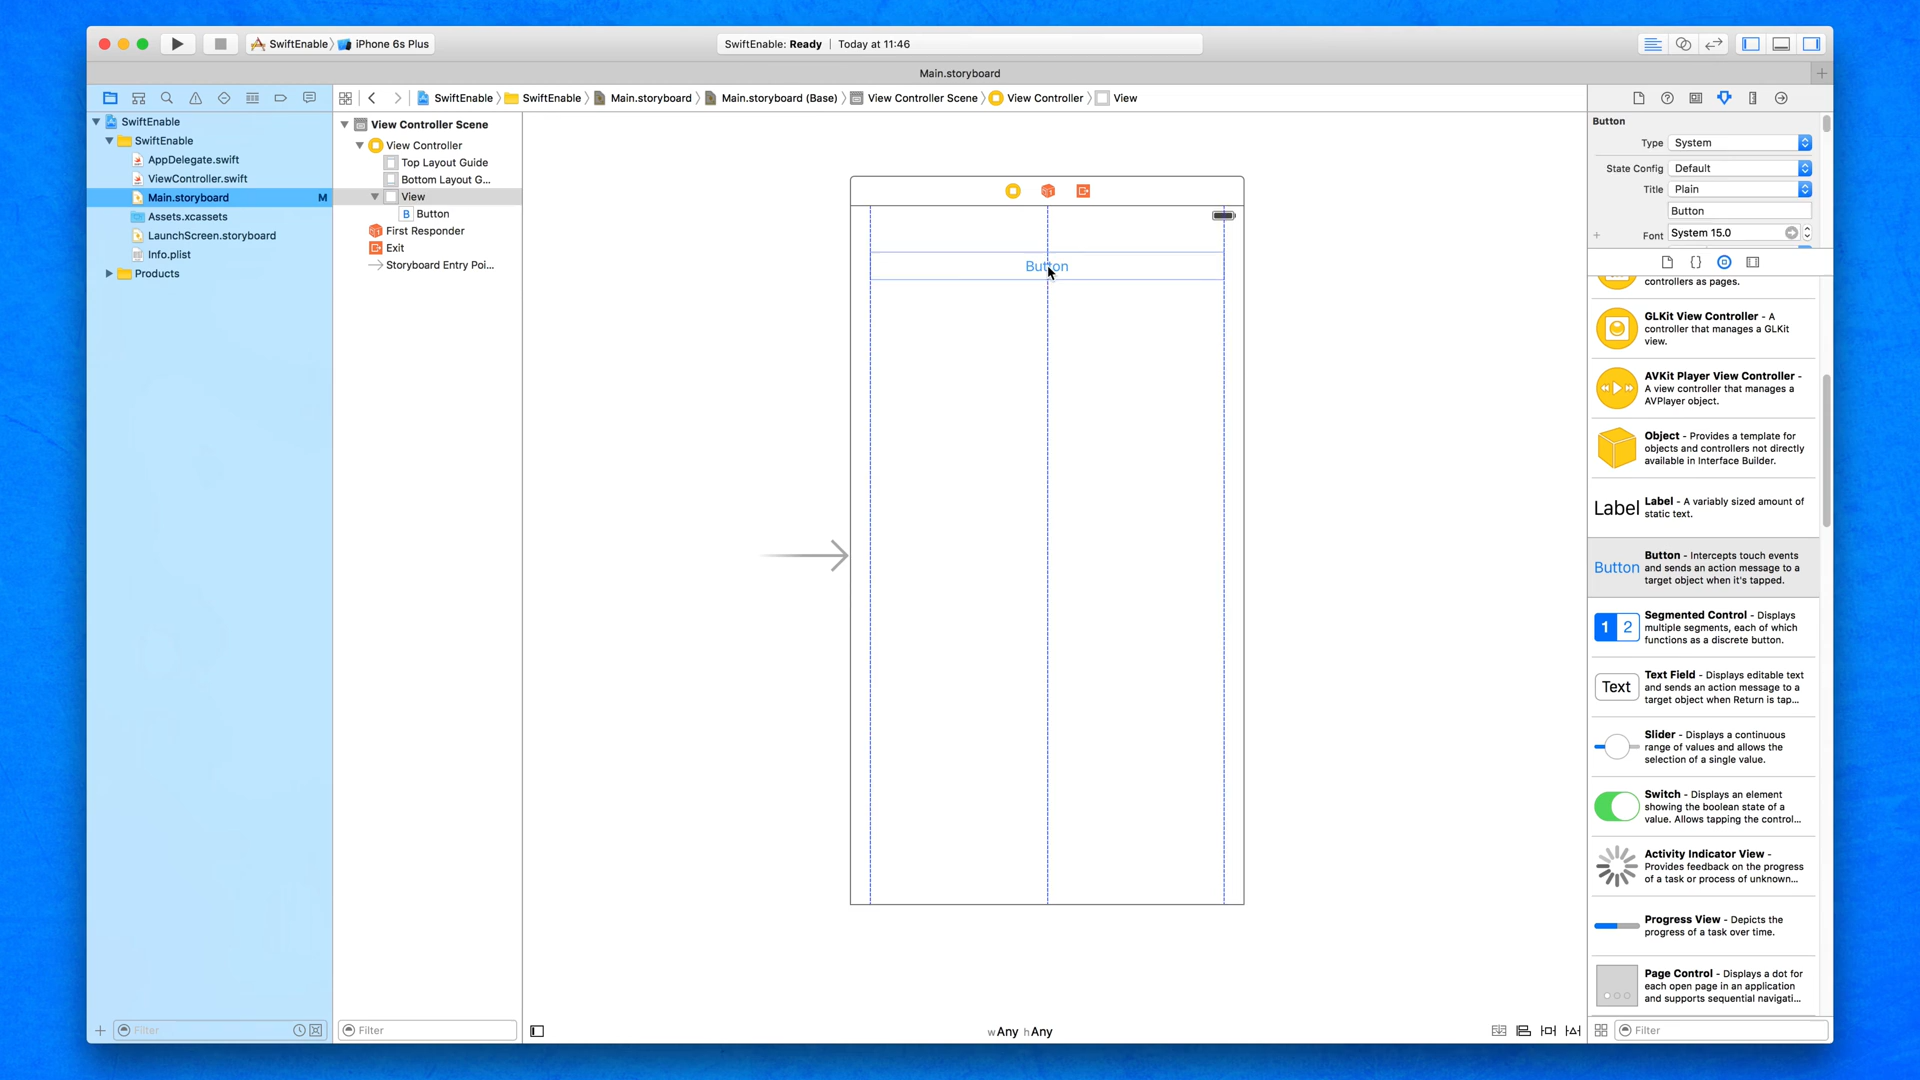 SwiftEnable
iPhone 6s Plus
SwiftEnable: Ready | Today at 11:46
Main.storyboard
SwiftEnable
SwiftEnable
Main.storyboard
Main.storyboard (Base)
View Controller Scene
View Controller
View
SwiftEnable
SwiftEnable
AppDelegate.swift
ViewController.swift
Main.storyboard
M
Assets.xcassets
LaunchScreen.storyboard
Info.plist
Products
Filter
View Controller Scene
View Controller
Top Layout Guide
Bottom Layout G...
View
B Button
First Responder
Exit
Storyboard Entry Poi...
Filter
Button
wAny hAny
Button
Type System
State Config Default
Title Plain
Button
Font System 15.0
controllers as pages.
GLKit View Controller - A
controller that manages a GLKit
view.
AVKit Player View Controller -
A view controller that manages a
AVPlayer object.
Object - Provides a template for
objects and controllers not directly
available in Interface Builder.
Label
Label - A variably sized amount of
static text.
Button
Button - Intercepts touch events
and sends an action message to a
target object when it's tapped.
1 2
Segmented Control - Displays
multiple segments, each of which
functions as a discrete button.
Text
Text Field - Displays editable text
and sends an action message to a
target object when Return is tap...
Slider - Displays a continuous
range of values and allows the
selection of a single value.
Switch - Displays an element
showing the boolean state of a
value. Allows tapping the control...
Activity Indicator View -
Provides feedback on the progress
of a task or process of unknown...
Progress View - Depicts the
progress of a task over time.
Page Control - Displays a dot for
each open page in an application
and supports sequential navigati...
Filter